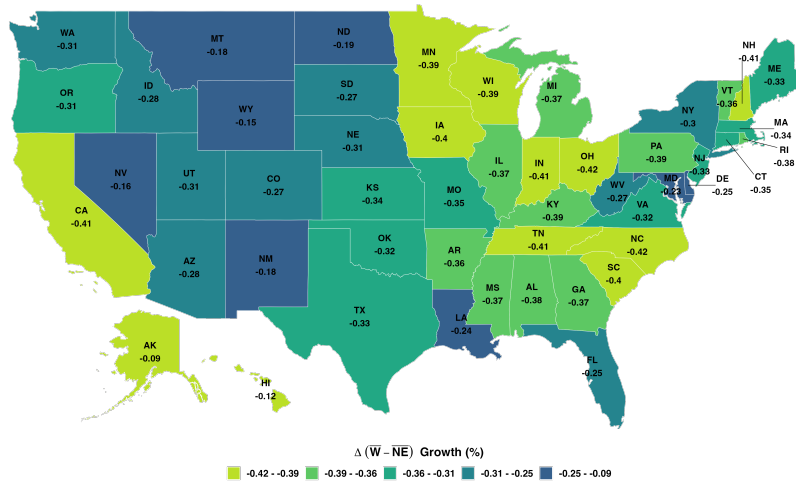 WA
-0.31
MT
-0.18
ND
-0.19
MN
-0.39
NH
-0.41
ME
-0.33
OR
-0.31
ID
-0.28
SD
-0.27
WI
-0.39
MI
-0.37
VT
-0.36
WY
-0.15
NY
-0.3
MA
-0.34
RI
-0.38
IA
-0.4
NE
-0.31
PA
-0.39
NJ
-0.33
CT
-0.35
NV
-0.16
UT
-0.31
CO
-0.27
IL
-0.37
IN
-0.41
OH
-0.42
WV
-0.27
MD
-0.23
DE
-0.25
CA
-0.41
KS
-0.34
MO
-0.35
KY
-0.39
VA
-0.32
AZ
-0.28
NM
-0.18
OK
-0.32
AR
-0.36
TN
-0.41
NC
-0.42
SC
-0.4
TX
-0.33
MS
-0.37
AL
-0.38
GA
-0.37
LA
-0.24
AK
-0.09
HI
-0.12
FL
-0.25
Δ (W̅ – N̅E̅) Growth (%)
-0.42 - -0.39
-0.39 - -0.36
-0.36 - -0.31
-0.31 - -0.25
-0.25 - -0.09